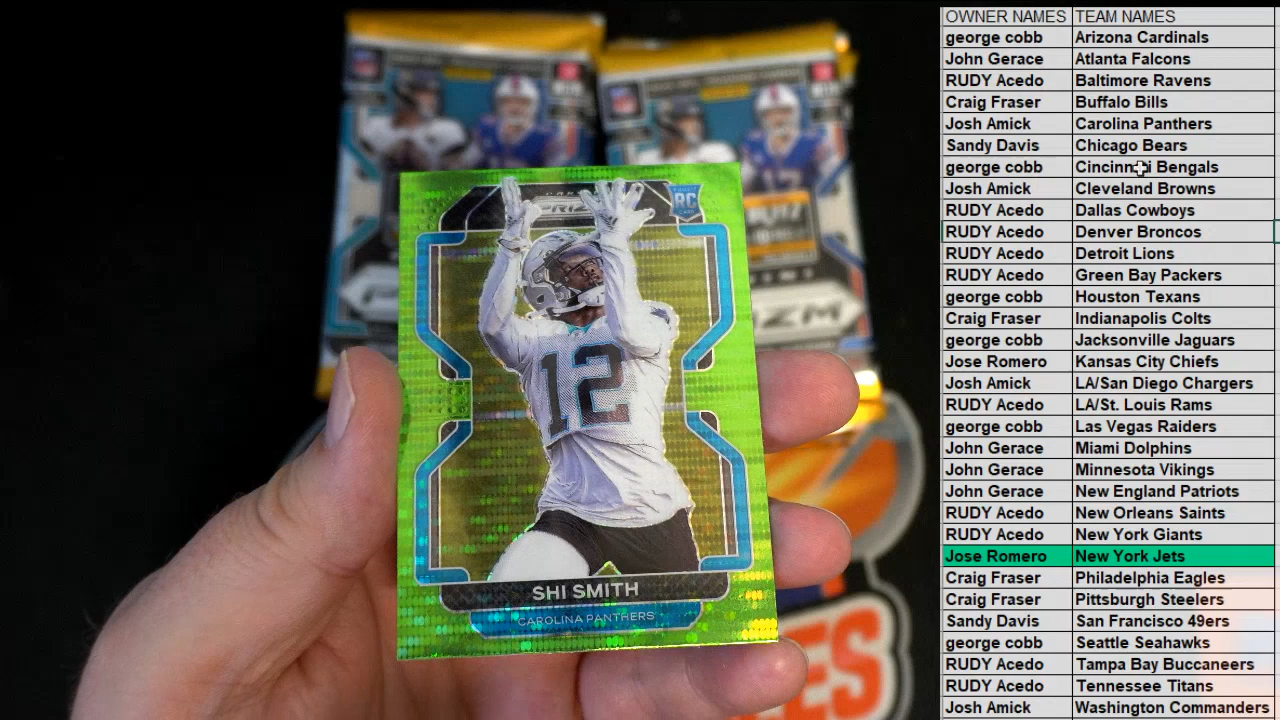 OWNER NAMES TEAM NAMES
george cobb Arizona Cardinals
John Gerace Atlanta Falcons
RUDY Acedo Baltimore Ravens
Craig Fraser Buffalo Bills
Josh Amick Carolina Panthers
Sandy Davis Chicago Bears
george cobb Cincinnati Bengals
Josh Amick Cleveland Browns
RUDY Acedo Dallas Cowboys
RUDY Acedo Denver Broncos
RUDY Acedo Detroit Lions
RUDY Acedo Green Bay Packers
george cobb Houston Texans
Craig Fraser Indianapolis Colts
george cobb Jacksonville Jaguars
Jose Romero Kansas City Chiefs
Josh Amick LA/San Diego Chargers
RUDY Acedo LA/St. Louis Rams
george cobb Las Vegas Raiders
John Gerace Miami Dolphins
John Gerace Minnesota Vikings
John Gerace New England Patriots
RUDY Acedo New Orleans Saints
RUDY Acedo New York Giants
Jose Romero New York Jets
Craig Fraser Philadelphia Eagles
Craig Fraser Pittsburgh Steelers
Sandy Davis San Francisco 49ers
george cobb Seattle Seahawks
RUDY Acedo Tampa Bay Buccaneers
RUDY Acedo Tennessee Titans
Josh Amick Washington Commanders
RC
12
SHI SMITH
CAROLINA PANTHERS